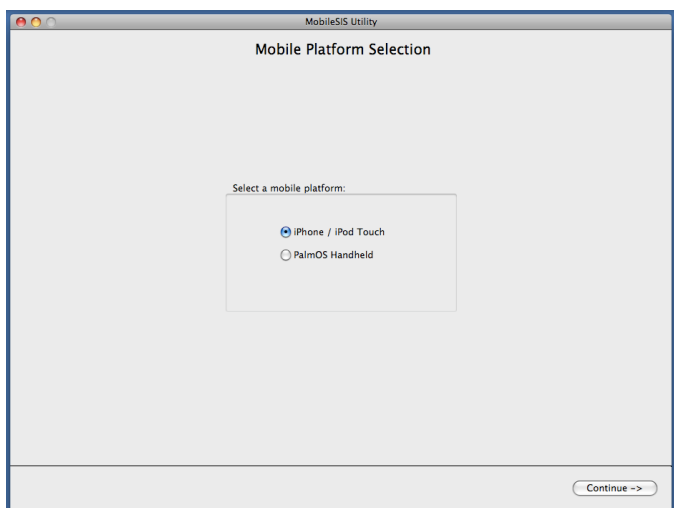 MobileSIS Utility
Mobile Platform Selection
Select a mobile platform:
iPhone / iPod Touch
PalmOS Handheld
Continue ->